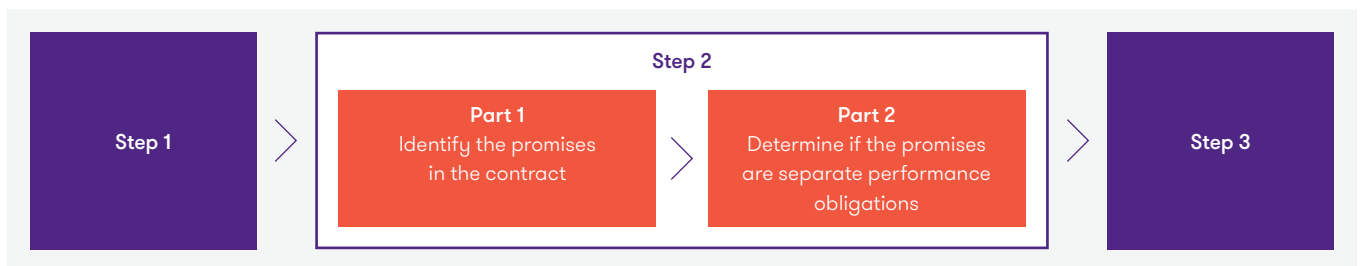 Step 1
Step 2
Part 1
Identify the promises
in the contract
Part 2
Determine if the promises
are separate performance
obligations
Step 3